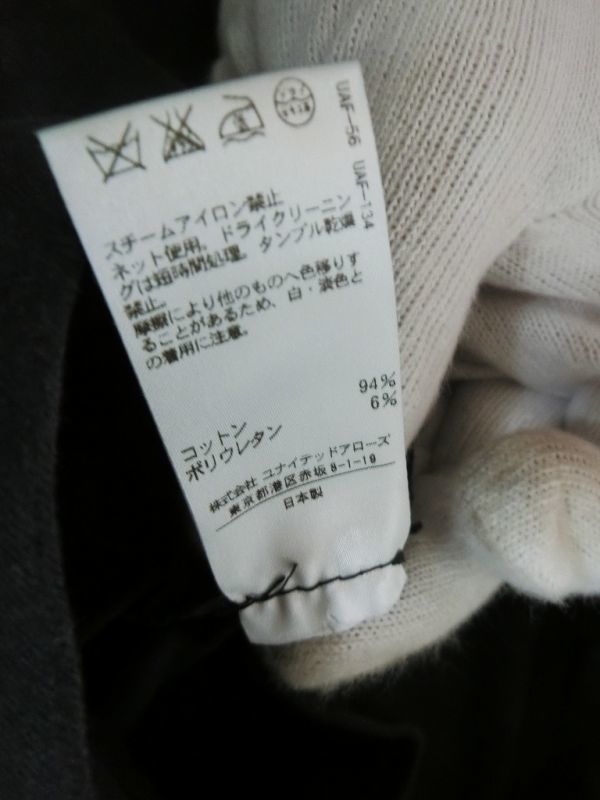 UAF-56 UAF-134
スチームアイロン禁止
ネット使用。ドライクリーニン
グは短時間処理。タンブル乾燥
禁止。
摩擦により他のものへ色移りす
ることがあるため、白・淡色と
の着用に注意。
コットン 94%
ポリウレタン 6%
株式会社 ユナイテッドアローズ
東京都港区赤坂8-1-19
日本製